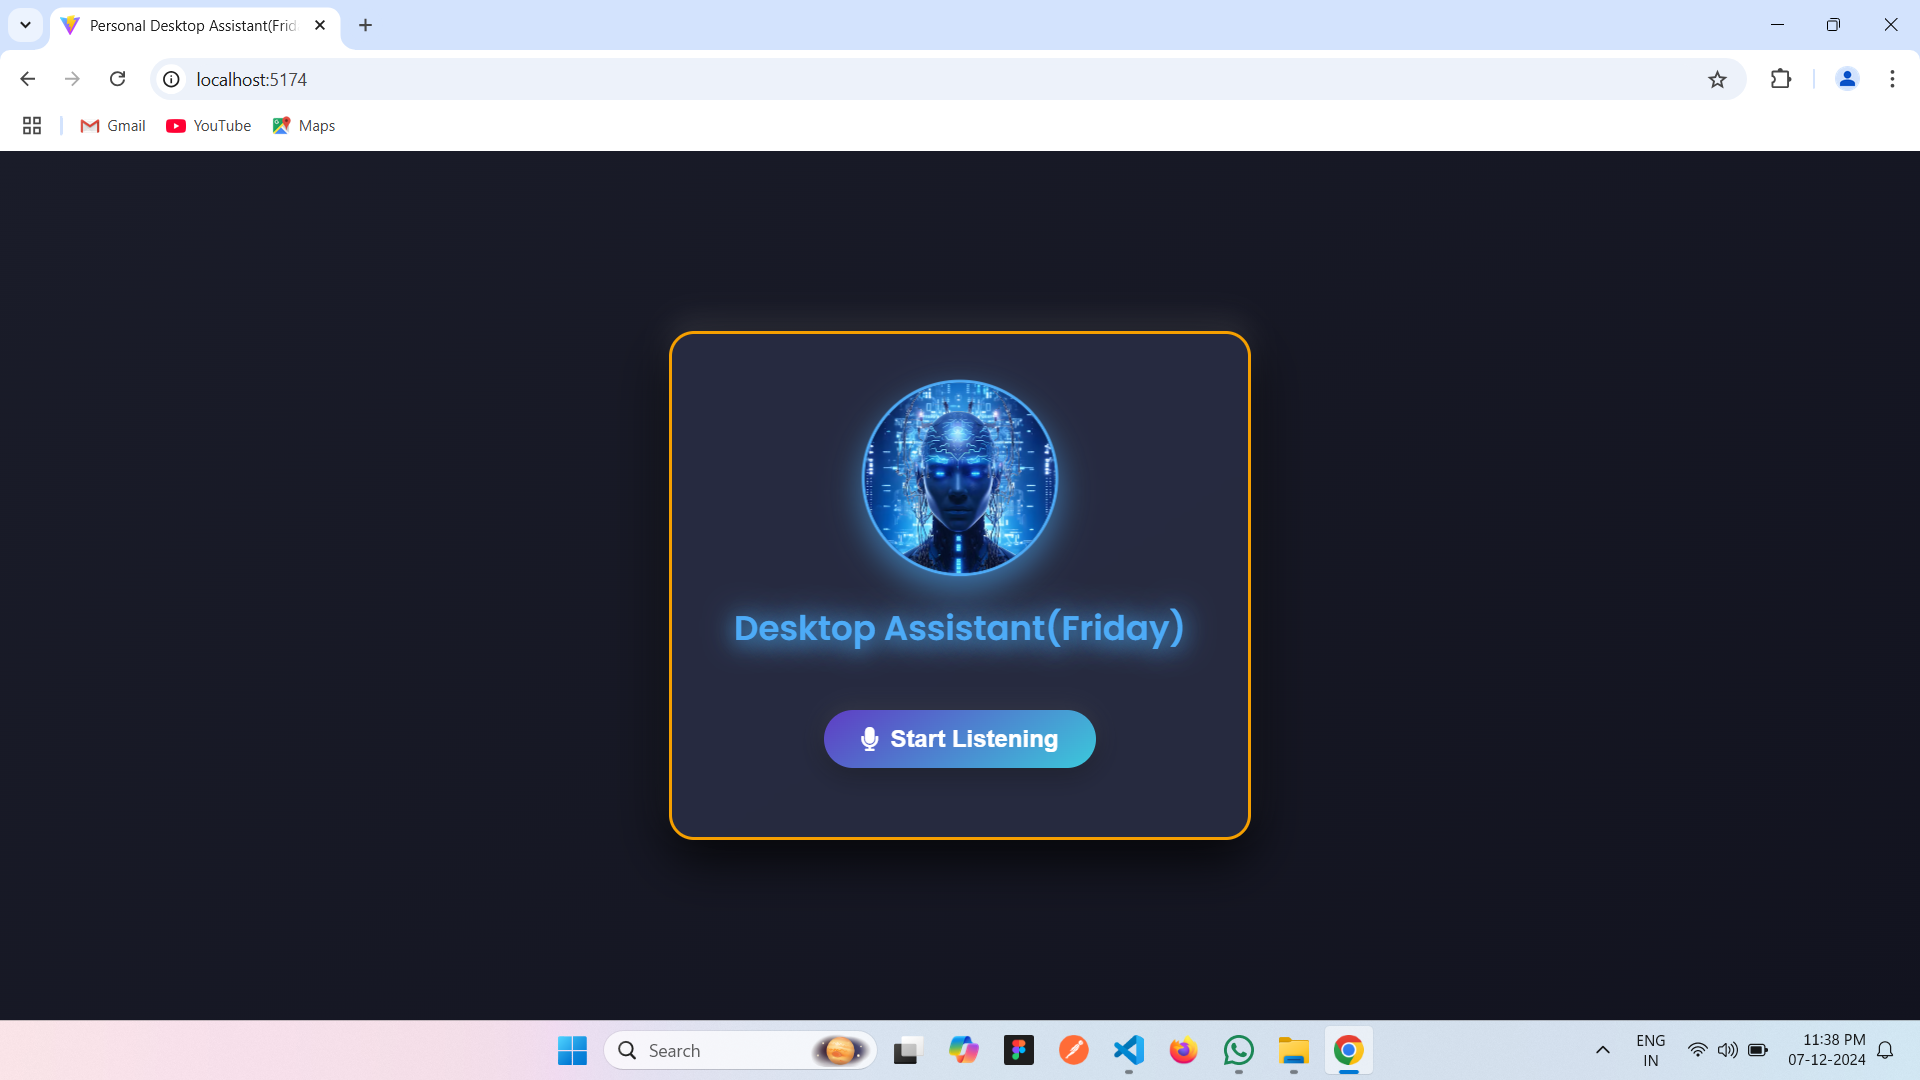 Personal Desktop Assistant(Frid
localhost:5174
Gmail YouTube Maps
Desktop Assistant(Friday)
Start Listening
Search
ENG
IN
11:38 PM
07-12-2024